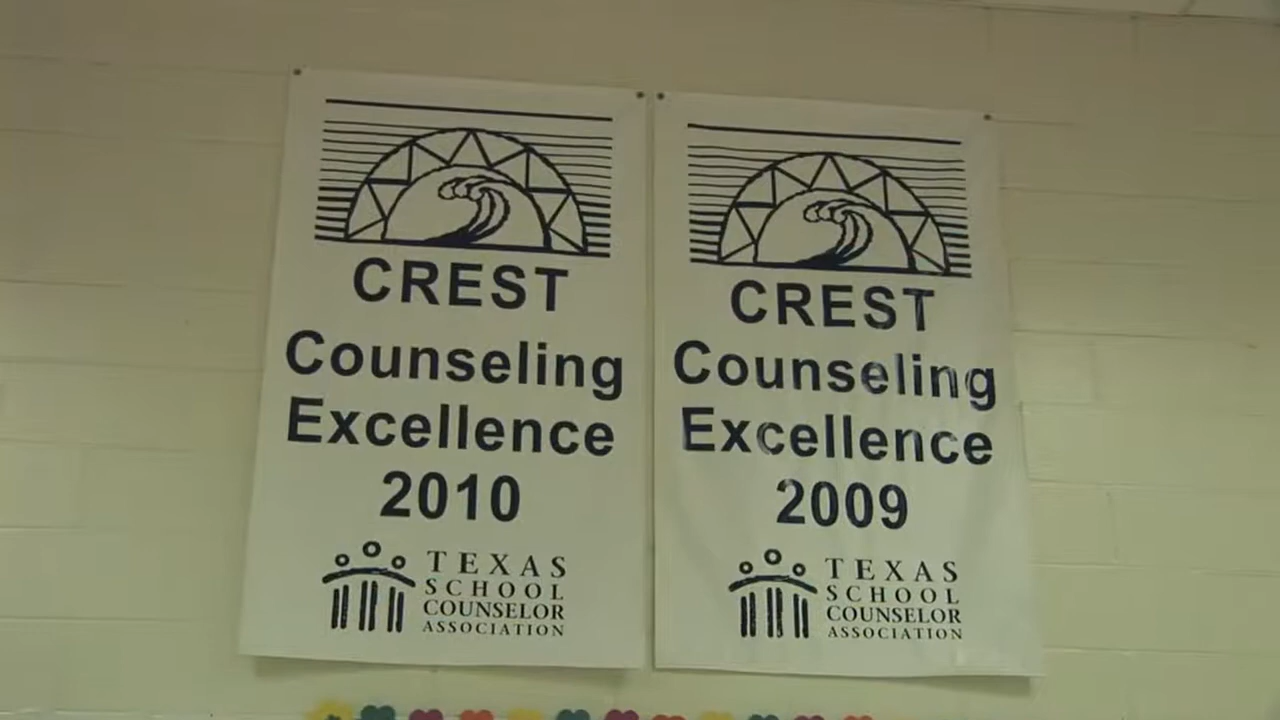 CREST
Counseling
Excellence
2010
TEXAS
SCHOOL
COUNSELOR
ASSOCIATION
CREST
Counseling
Excellence
2009
TEXAS
SCHOOL
COUNSELOR
ASSOCIATION